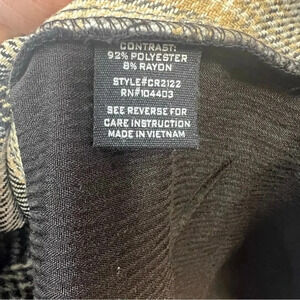 CONTRAST:
92% POLYESTER
8% RAYON
STYLE#CR2122
RN#104403
SEE REVERSE FOR
CARE INSTRUCTION
MADE IN VIETNAM